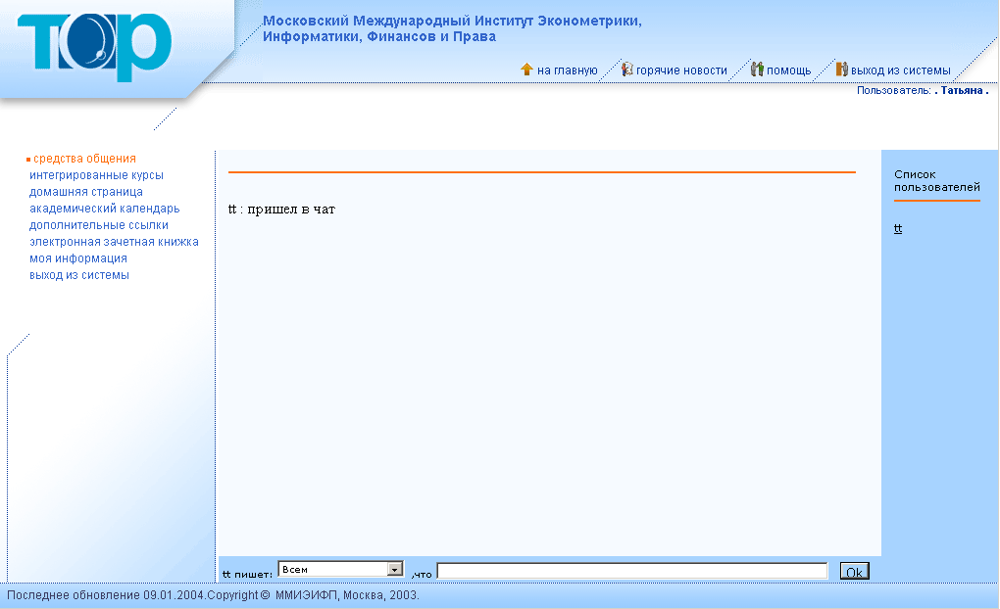 тор
Московский Международный Институт Эконометрики,
Информатики, Финансов и Права
на главную
горячие новости
помощь
выход из системы
Пользователь: . Татьяна .
средства общения
интегрированные курсы
домашняя страница
академический календарь
дополнительные ссылки
электронная зачетная книжка
моя информация
выход из системы
tt : пришел в чат
Список
пользователей
tt
tt пишет: Всем ,что Ok
Последнее обновление 09.01.2004.Copyright © ММИЭИФП, Москва, 2003.